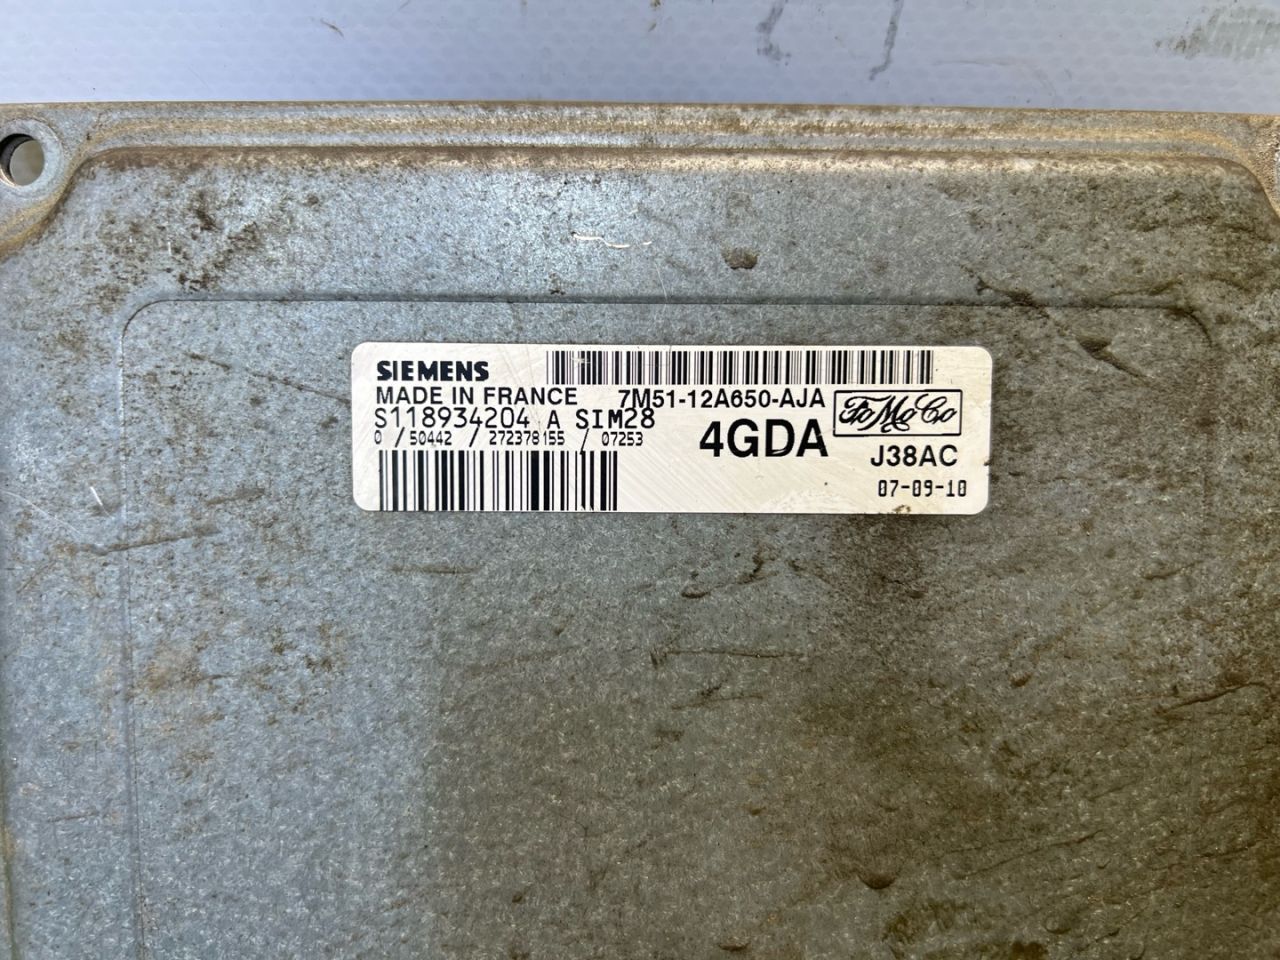 SIEMENS
MADE IN FRANCE 7M51-12A650-AJA
FoMoCo
S118934204 A SIM28
0 / 50442 / 272378155 / 07253
4GDA
J38AC
07-09-10